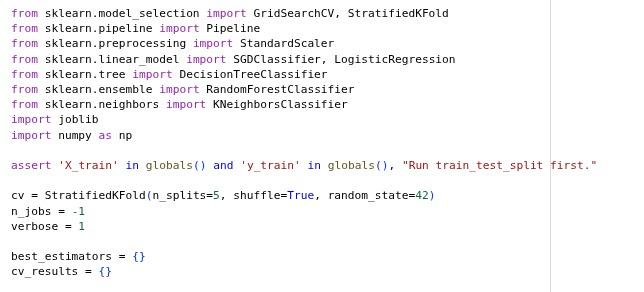 from sklearn.model_selection import GridSearchCV, StratifiedKFold
from sklearn.pipeline import Pipeline
from sklearn.preprocessing import StandardScaler
from sklearn.linear_model import SGDClassifier, LogisticRegression
from sklearn.tree import DecisionTreeClassifier
from sklearn.ensemble import RandomForestClassifier
from sklearn.neighbors import KNeighborsClassifier
import joblib
import numpy as np
assert 'X_train' in globals() and 'y_train' in globals(), "Run train_test_split first."
cv = StratifiedKFold(n_splits=5, shuffle=True, random_state=42)
n_jobs = -1
verbose = 1
best_estimators = {}
cv_results = {}